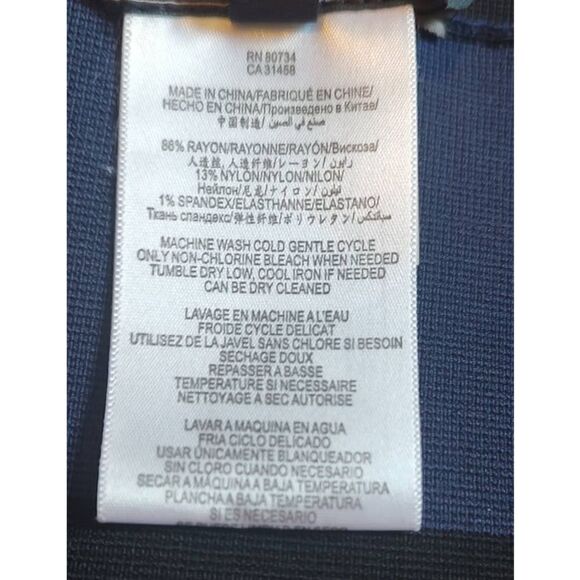 RN 80734
CA 31468
MADE IN CHINA/FABRIQUÉ EN CHINE/
HECHO EN CHINA/Произведено в Китае/
中国制造/ صنع في الصين/
86% RAYON/RAYONNE/RAYÓN/Вискоза/
人造丝, 人造纤维/レーヨン/ رايون/
13% NYLON/NYLON/NILON/
Нейлон/尼龙/ナイロン/ نيلون/
1% SPANDEX/ELASTHANNE/ELASTANO/
Ткань спандекс/弹性纤维/ポリウレタン/
MACHINE WASH COLD GENTLE CYCLE
ONLY NON-CHLORINE BLEACH WHEN NEEDED
TUMBLE DRY LOW, COOL IRON IF NEEDED
CAN BE DRY CLEANED
LAVAGE EN MACHINE A L'EAU
FROIDE CYCLE DELICAT
UTILISEZ DE LA JAVEL SANS CHLORE SI BESOIN
SECHAGE DOUX
REPASSER A BASSE
TEMPERATURE SI NECESSAIRE
NETTOYAGE A SEC AUTORISE
LAVAR A MAQUINA EN AGUA
FRIA CICLO DELICADO
USAR ÚNICAMENTE BLANQUEADOR
SIN CLORO CUANDO NECESARIO
SECAR A MÁQUINA A BAJA TEMPERATURA
PLANCHA A BAJA TEMPERATURA
SI ES NECESARIO